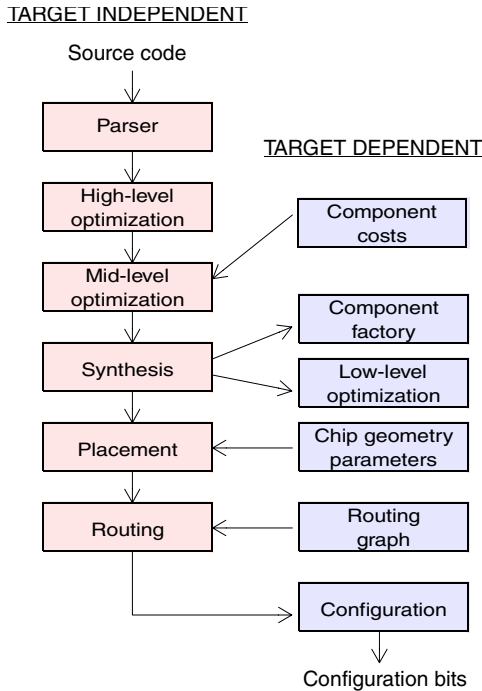 TARGET INDEPENDENT
Source code
Parser
TARGET DEPENDENT
High-level
optimization
Component
costs
Mid-level
optimization
Component
factory
Synthesis
Low-level
optimization
Placement
Chip geometry
parameters
Routing
Routing
graph
Configuration
Configuration bits